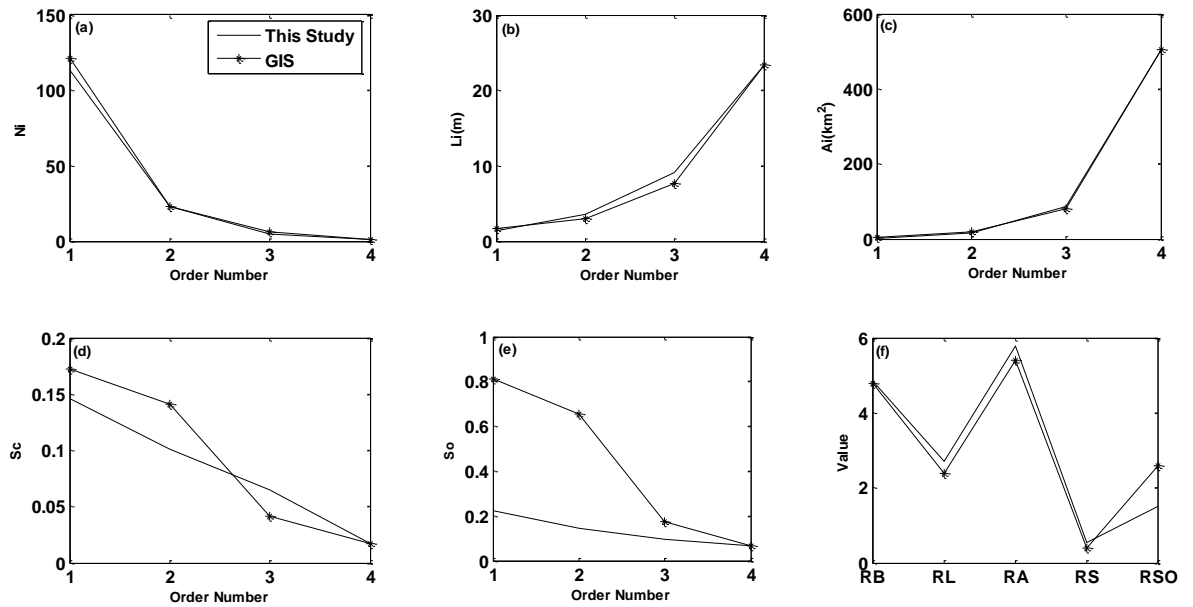 (a)
This Study
GIS
150
100
50
0
Ni
1 2 3 4
Order Number
(b)
30
20
10
0
Li(m)
1 2 3 4
Order Number
(c)
600
400
200
0
Ai(km²)
1 2 3 4
Order Number
(d)
0.2
0.15
0.1
0.05
0
Sc
1 2 3 4
Order Number
(e)
1
0.8
0.6
0.4
0.2
0
So
1 2 3 4
Order Number
(f)
6
4
2
0
Value
RB RL RA RS RSO